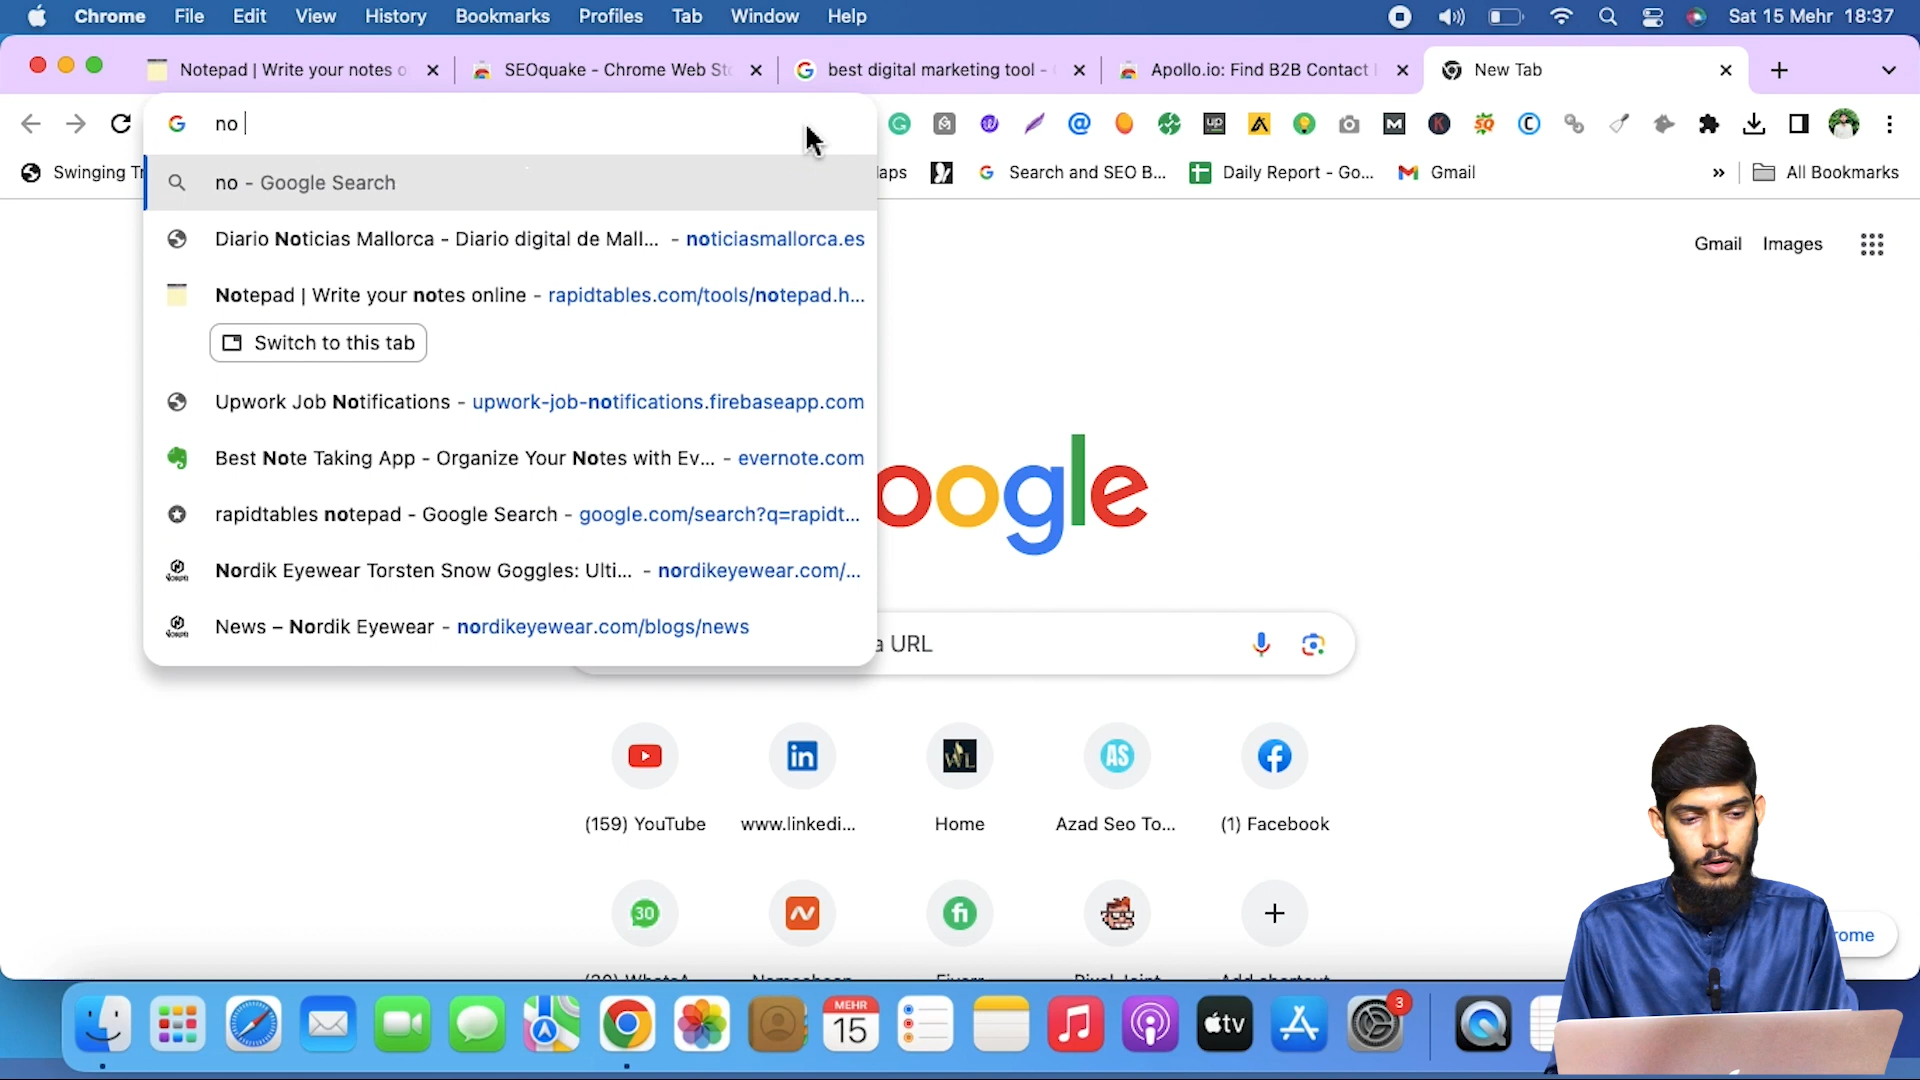 Chrome File Edit View History Bookmarks Profiles Tab Window Help Sat 15 Mehr 18:37
Notepad | Write your notes o SEOquake - Chrome Web Sto best digital marketing tool - Apollo.io: Find B2B Contact New Tab
no
Swinging Tr aps Search and SEO B... Daily Report - Go... Gmail » All Bookmarks
no - Google Search
Diario Noticias Mallorca - Diario digital de Mall... - noticiasmallorca.es
Gmail Images
Notepad | Write your notes online - rapidtables.com/tools/notepad.h...
Switch to this tab
Upwork Job Notifications - upwork-job-notifications.firebaseapp.com
Best Note Taking App - Organize Your Notes with Ev... - evernote.com
rapidtables notepad - Google Search - google.com/search?q=rapidt...
oogle
Nordik Eyewear Torsten Snow Goggles: Ulti... - nordikeyewear.com/...
News – Nordik Eyewear - nordikeyewear.com/blogs/news
a URL
(159) YouTube www.linkedi... Home Azad Seo To... (1) Facebook
30
ome
MEHR
15
tv
3